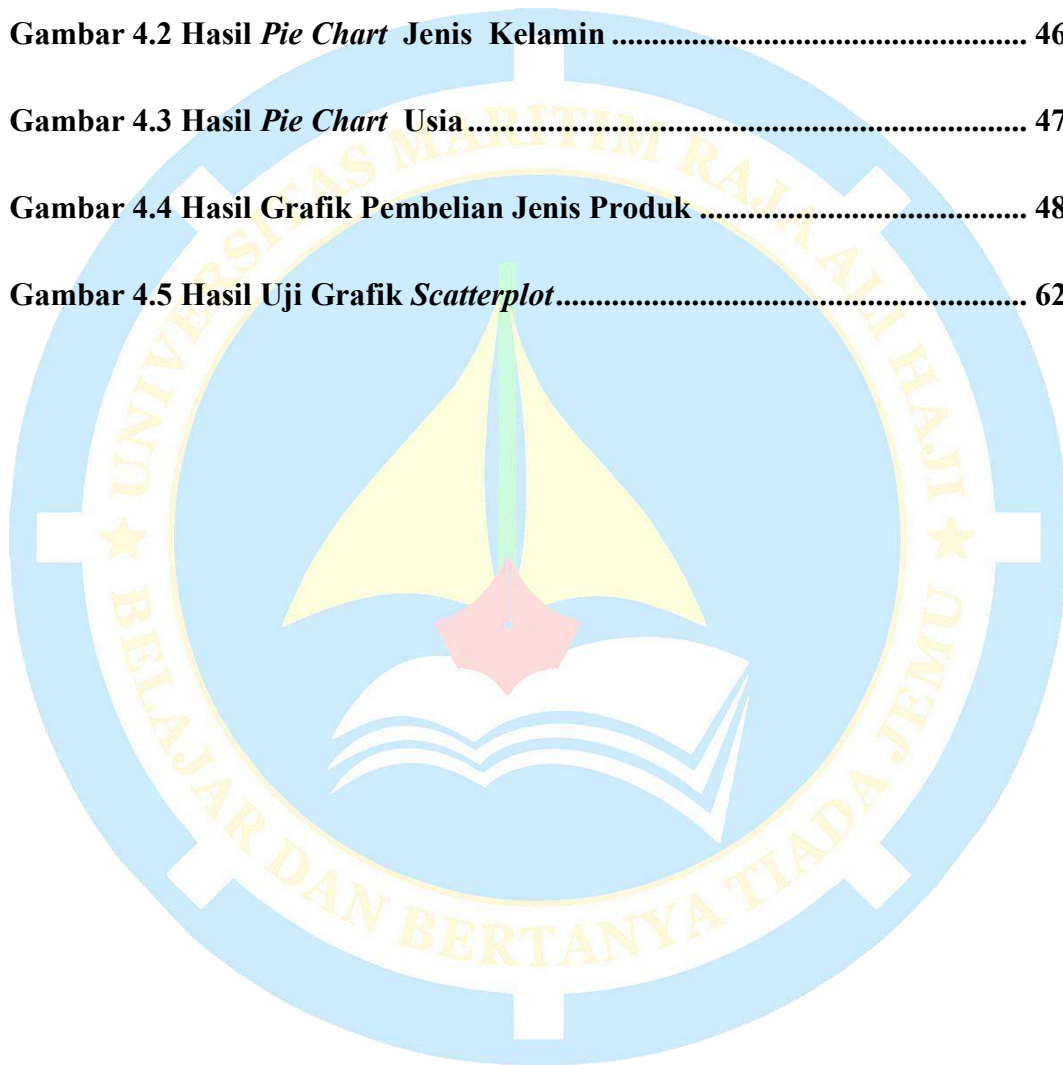 Gambar 4.2 Hasil Pie Chart Jenis Kelamin ................................................ 46
Gambar 4.3 Hasil Pie Chart Usia ................................................................. 47
Gambar 4.4 Hasil Grafik Pembelian Jenis Produk ...................................... 48
Gambar 4.5 Hasil Uji Grafik Scatterplot ....................................................... 62
UNIVERSITAS MARITIM RAJA ALI HAJI
BELAJAR DAN BERTANYA TIADA JEMU